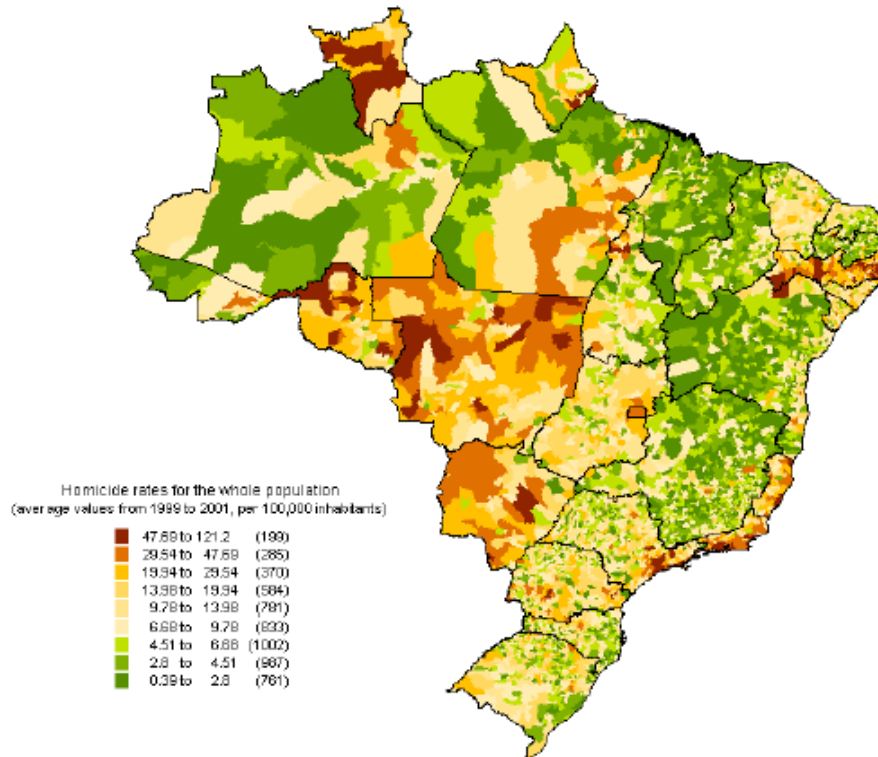 Homicide rates for the whole population
(average values from 1999 to 2001, per 100,000 inhabitants)
47.69 to 121.2 (199)
29.54 to 47.69 (285)
19.94 to 29.54 (370)
13.98 to 19.94 (584)
9.78 to 13.98 (781)
6.68 to 9.78 (833)
4.51 to 6.68 (1002)
2.8 to 4.51 (987)
0.39 to 2.8 (761)